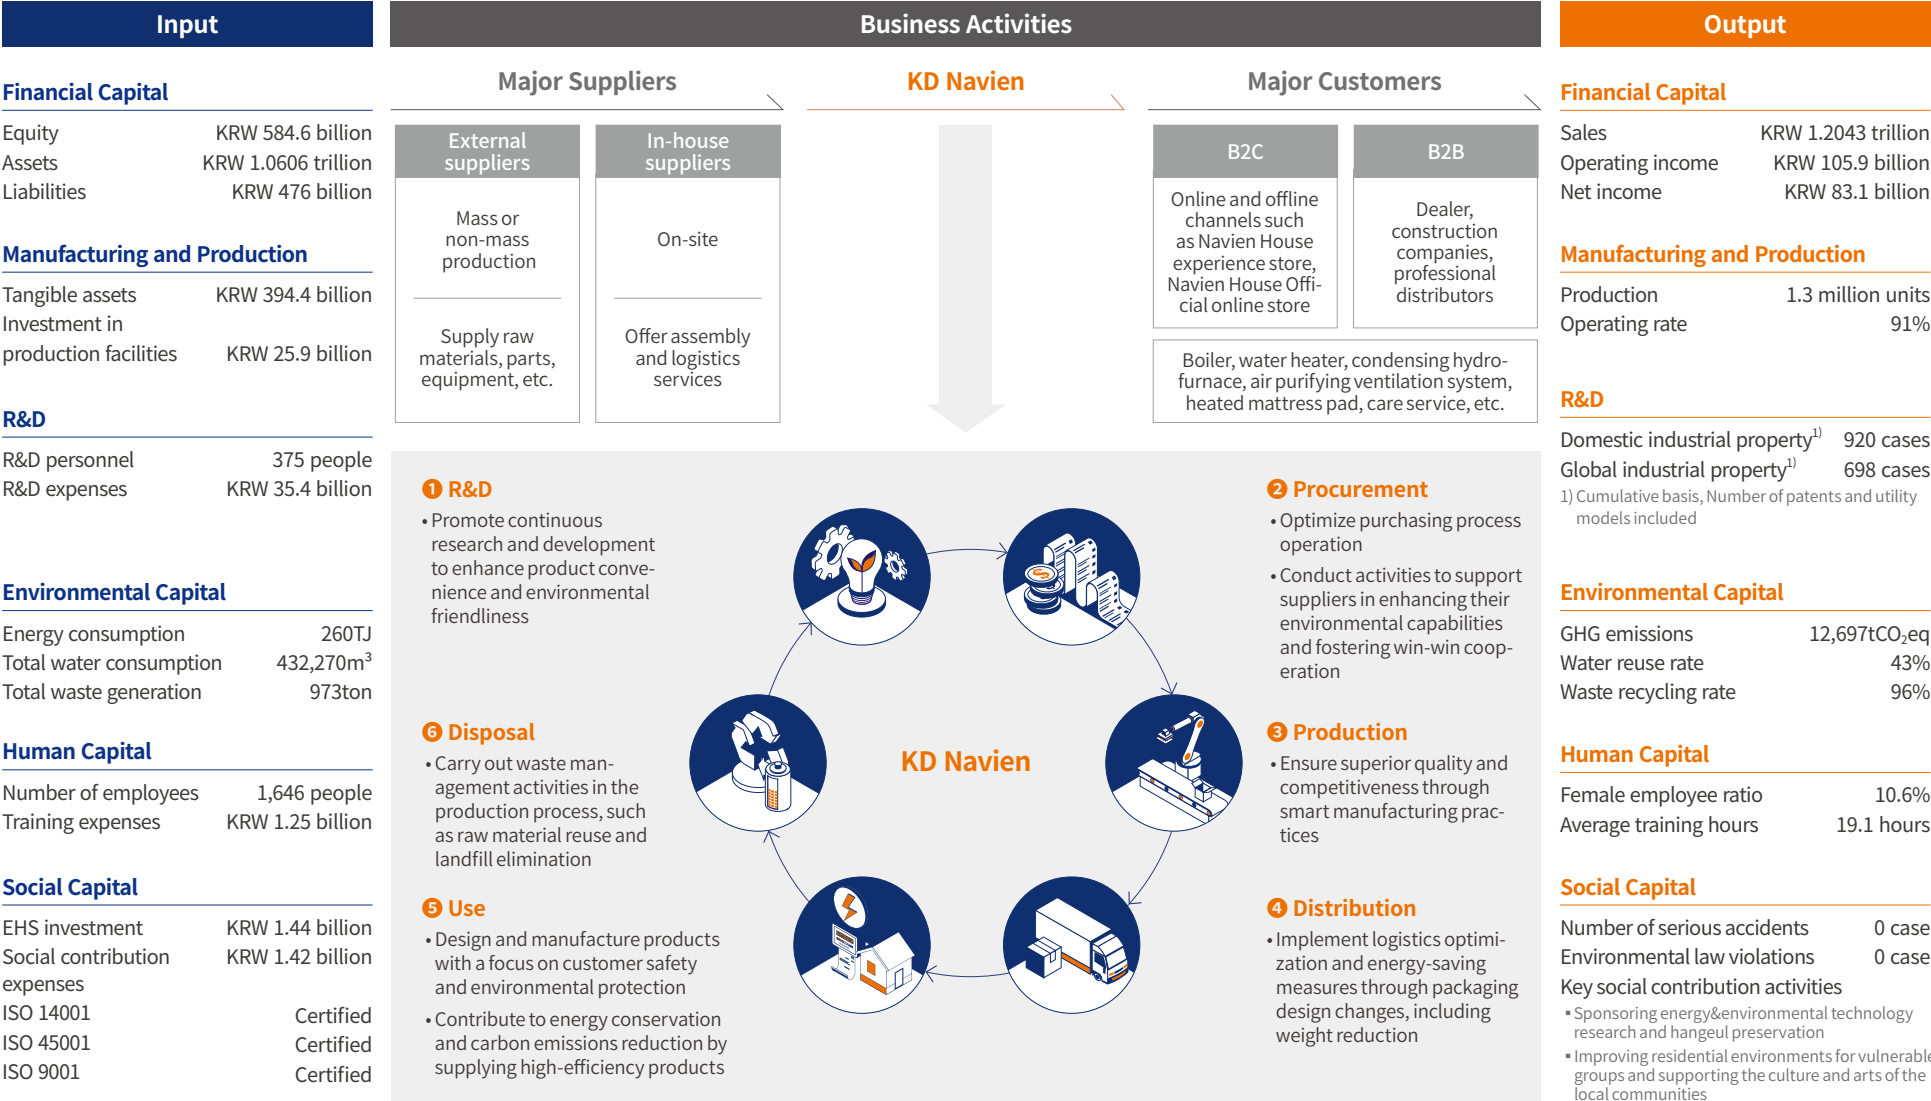 Input
Financial Capital
Equity KRW 584.6 billion
Assets KRW 1.0606 trillion
Liabilities KRW 476 billion
Manufacturing and Production
Tangible assets KRW 394.4 billion
Investment in
production facilities KRW 25.9 billion
R&D
R&D personnel 375 people
R&D expenses KRW 35.4 billion
Environmental Capital
Energy consumption 260TJ
Total water consumption 432,270m³
Total waste generation 973ton
Human Capital
Number of employees 1,646 people
Training expenses KRW 1.25 billion
Social Capital
EHS investment KRW 1.44 billion
Social contribution KRW 1.42 billion
expenses
ISO 14001 Certified
ISO 45001 Certified
ISO 9001 Certified
Business Activities
Major Suppliers
External
suppliers
Mass or
non-mass
production
Supply raw
materials, parts,
equipment, etc.
In-house
suppliers
On-site
Offer assembly
and logistics
services
KD Navien
Major Customers
B2C
Online and offline
channels such
as Navien House
experience store,
Navien House Offi-
cial online store
B2B
Dealer,
construction
companies,
professional
distributors
Boiler, water heater, condensing hydro-
furnace, air purifying ventilation system,
heated mattress pad, care service, etc.
❶ R&D
• Promote continuous
research and development
to enhance product conve-
nience and environmental
friendliness
❷ Procurement
• Optimize purchasing process
operation
• Conduct activities to support
suppliers in enhancing their
environmental capabilities
and fostering win-win coop-
eration
❸ Production
• Ensure superior quality and
competitiveness through
smart manufacturing prac-
tices
❹ Distribution
• Implement logistics optimi-
zation and energy-saving
measures through packaging
design changes, including
weight reduction
❺ Use
• Design and manufacture products
with a focus on customer safety
and environmental protection
• Contribute to energy conservation
and carbon emissions reduction by
supplying high-efficiency products
❻ Disposal
• Carry out waste man-
agement activities in the
production process, such
as raw material reuse and
landfill elimination
KD Navien
Output
Financial Capital
Sales KRW 1.2043 trillion
Operating income KRW 105.9 billion
Net income KRW 83.1 billion
Manufacturing and Production
Production 1.3 million units
Operating rate 91%
R&D
Domestic industrial property1) 920 cases
Global industrial property1) 698 cases
1) Cumulative basis, Number of patents and utility
models included
Environmental Capital
GHG emissions 12,697tCO₂eq
Water reuse rate 43%
Waste recycling rate 96%
Human Capital
Female employee ratio 10.6%
Average training hours 19.1 hours
Social Capital
Number of serious accidents 0 case
Environmental law violations 0 case
Key social contribution activities
▪ Sponsoring energy&environmental technology
research and hangeul preservation
▪ Improving residential environments for vulnerable
groups and supporting the culture and arts of the
local communities